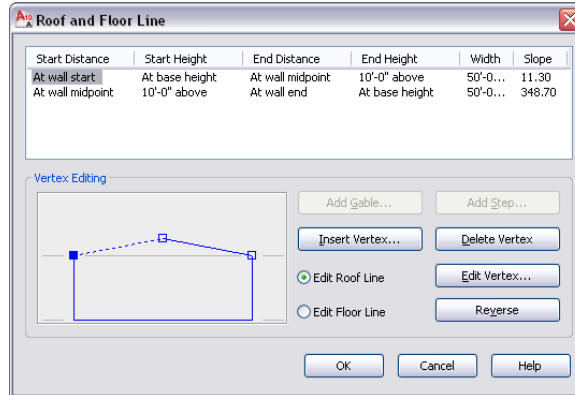 Roof and Floor Line
Start Distance Start Height End Distance End Height Width Slope
At wall start At base height At wall midpoint 10'-0" above 50'-0... 11.30
At wall midpoint 10'-0" above At wall end At base height 50'-0... 348.70
Vertex Editing
Add Gable... Add Step...
Insert Vertex... Delete Vertex
Edit Roof Line Edit Vertex...
Edit Floor Line Reverse
OK Cancel Help